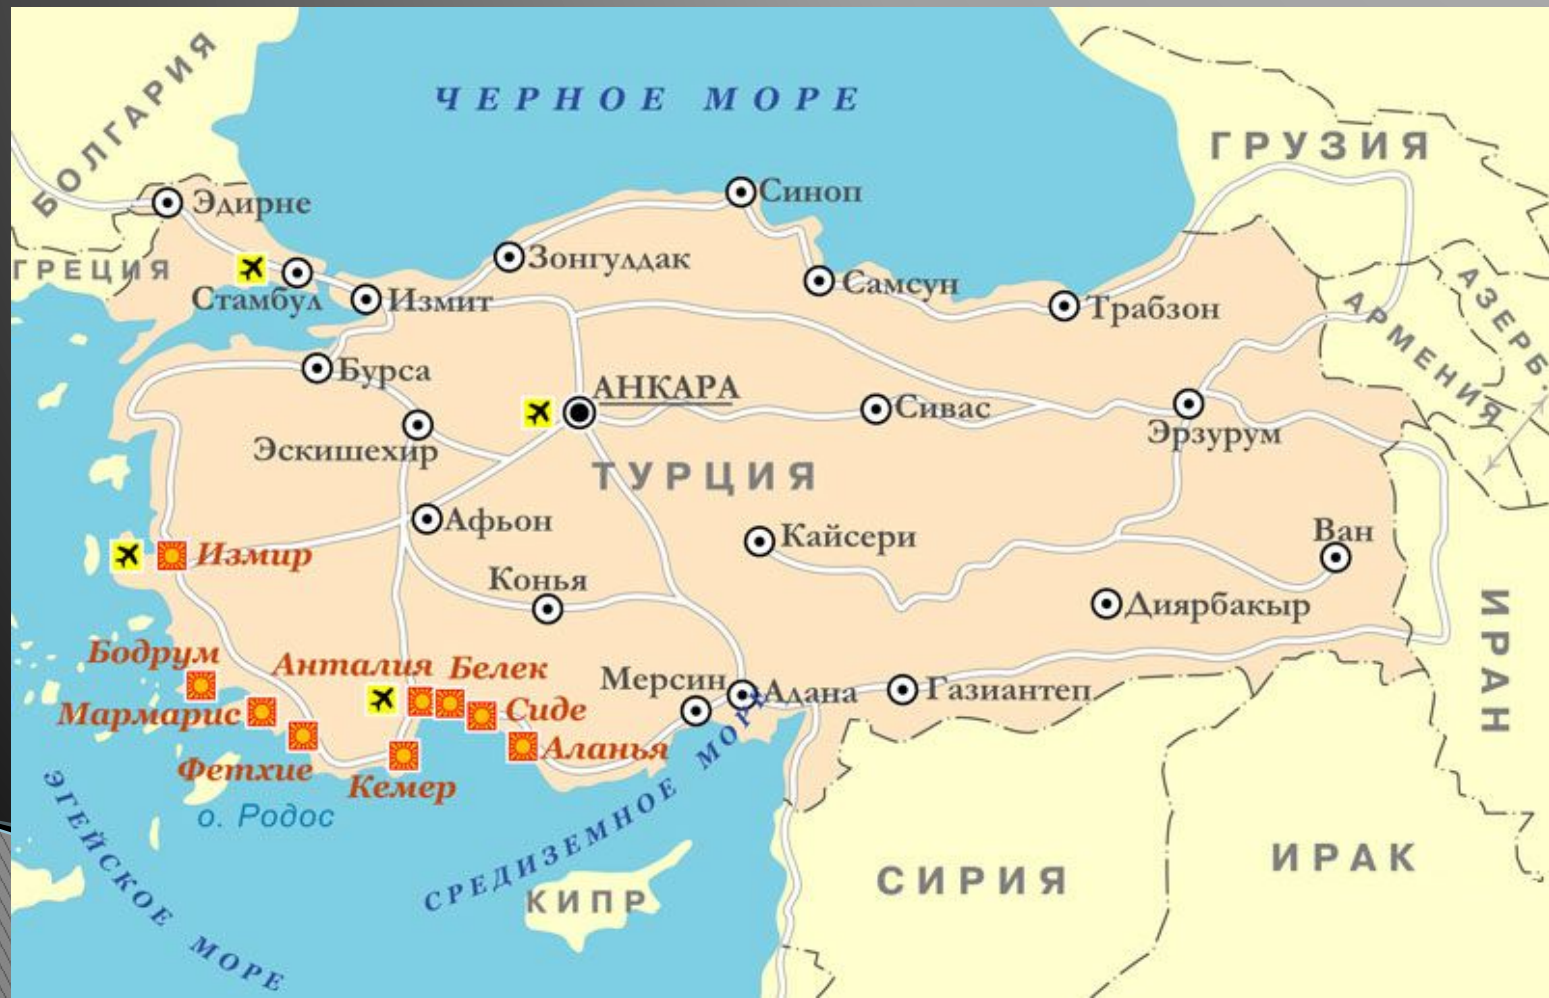 БОЛГАРИЯ
ЧЕРНОЕ МОРЕ
ГРУЗИЯ
Эдирне
Синоп
ГРЕЦИЯ
Стамбул
Измит
Зонгулдак
Самсун
Трабзон
АРМЕНИЯ
АЗЕРБ.
Бурса
АНКАРА
Сивас
Эрзурум
Эскишехир
ТУРЦИЯ
Афьон
Кайсери
Ван
Измир
Конья
Диярбакыр
ИРАН
Бодрум
Анталия
Белек
Мерсин
Адана
Газиантеп
Мармарис
Сиде
Фетхие
Кемер
Аланья
о. Родос
ЭГЕЙСКОЕ МОРЕ
СРЕДИЗЕМНОЕ МОРЕ
КИПР
СИРИЯ
ИРАК